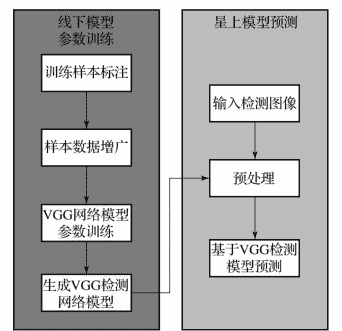 线下模型
参数训练
训练样本标注
样本数据增广
VGG网络模型
参数训练
生成VGG检测
网络模型
星上模型预测
输入检测图像
预处理
基于VGG检测
模型预测